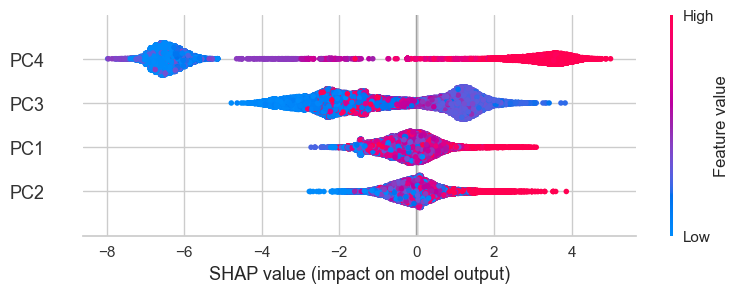 High
PC4
PC3
PC1
PC2
Feature value
Low
−8 −6 −4 −2 0 2 4
SHAP value (impact on model output)